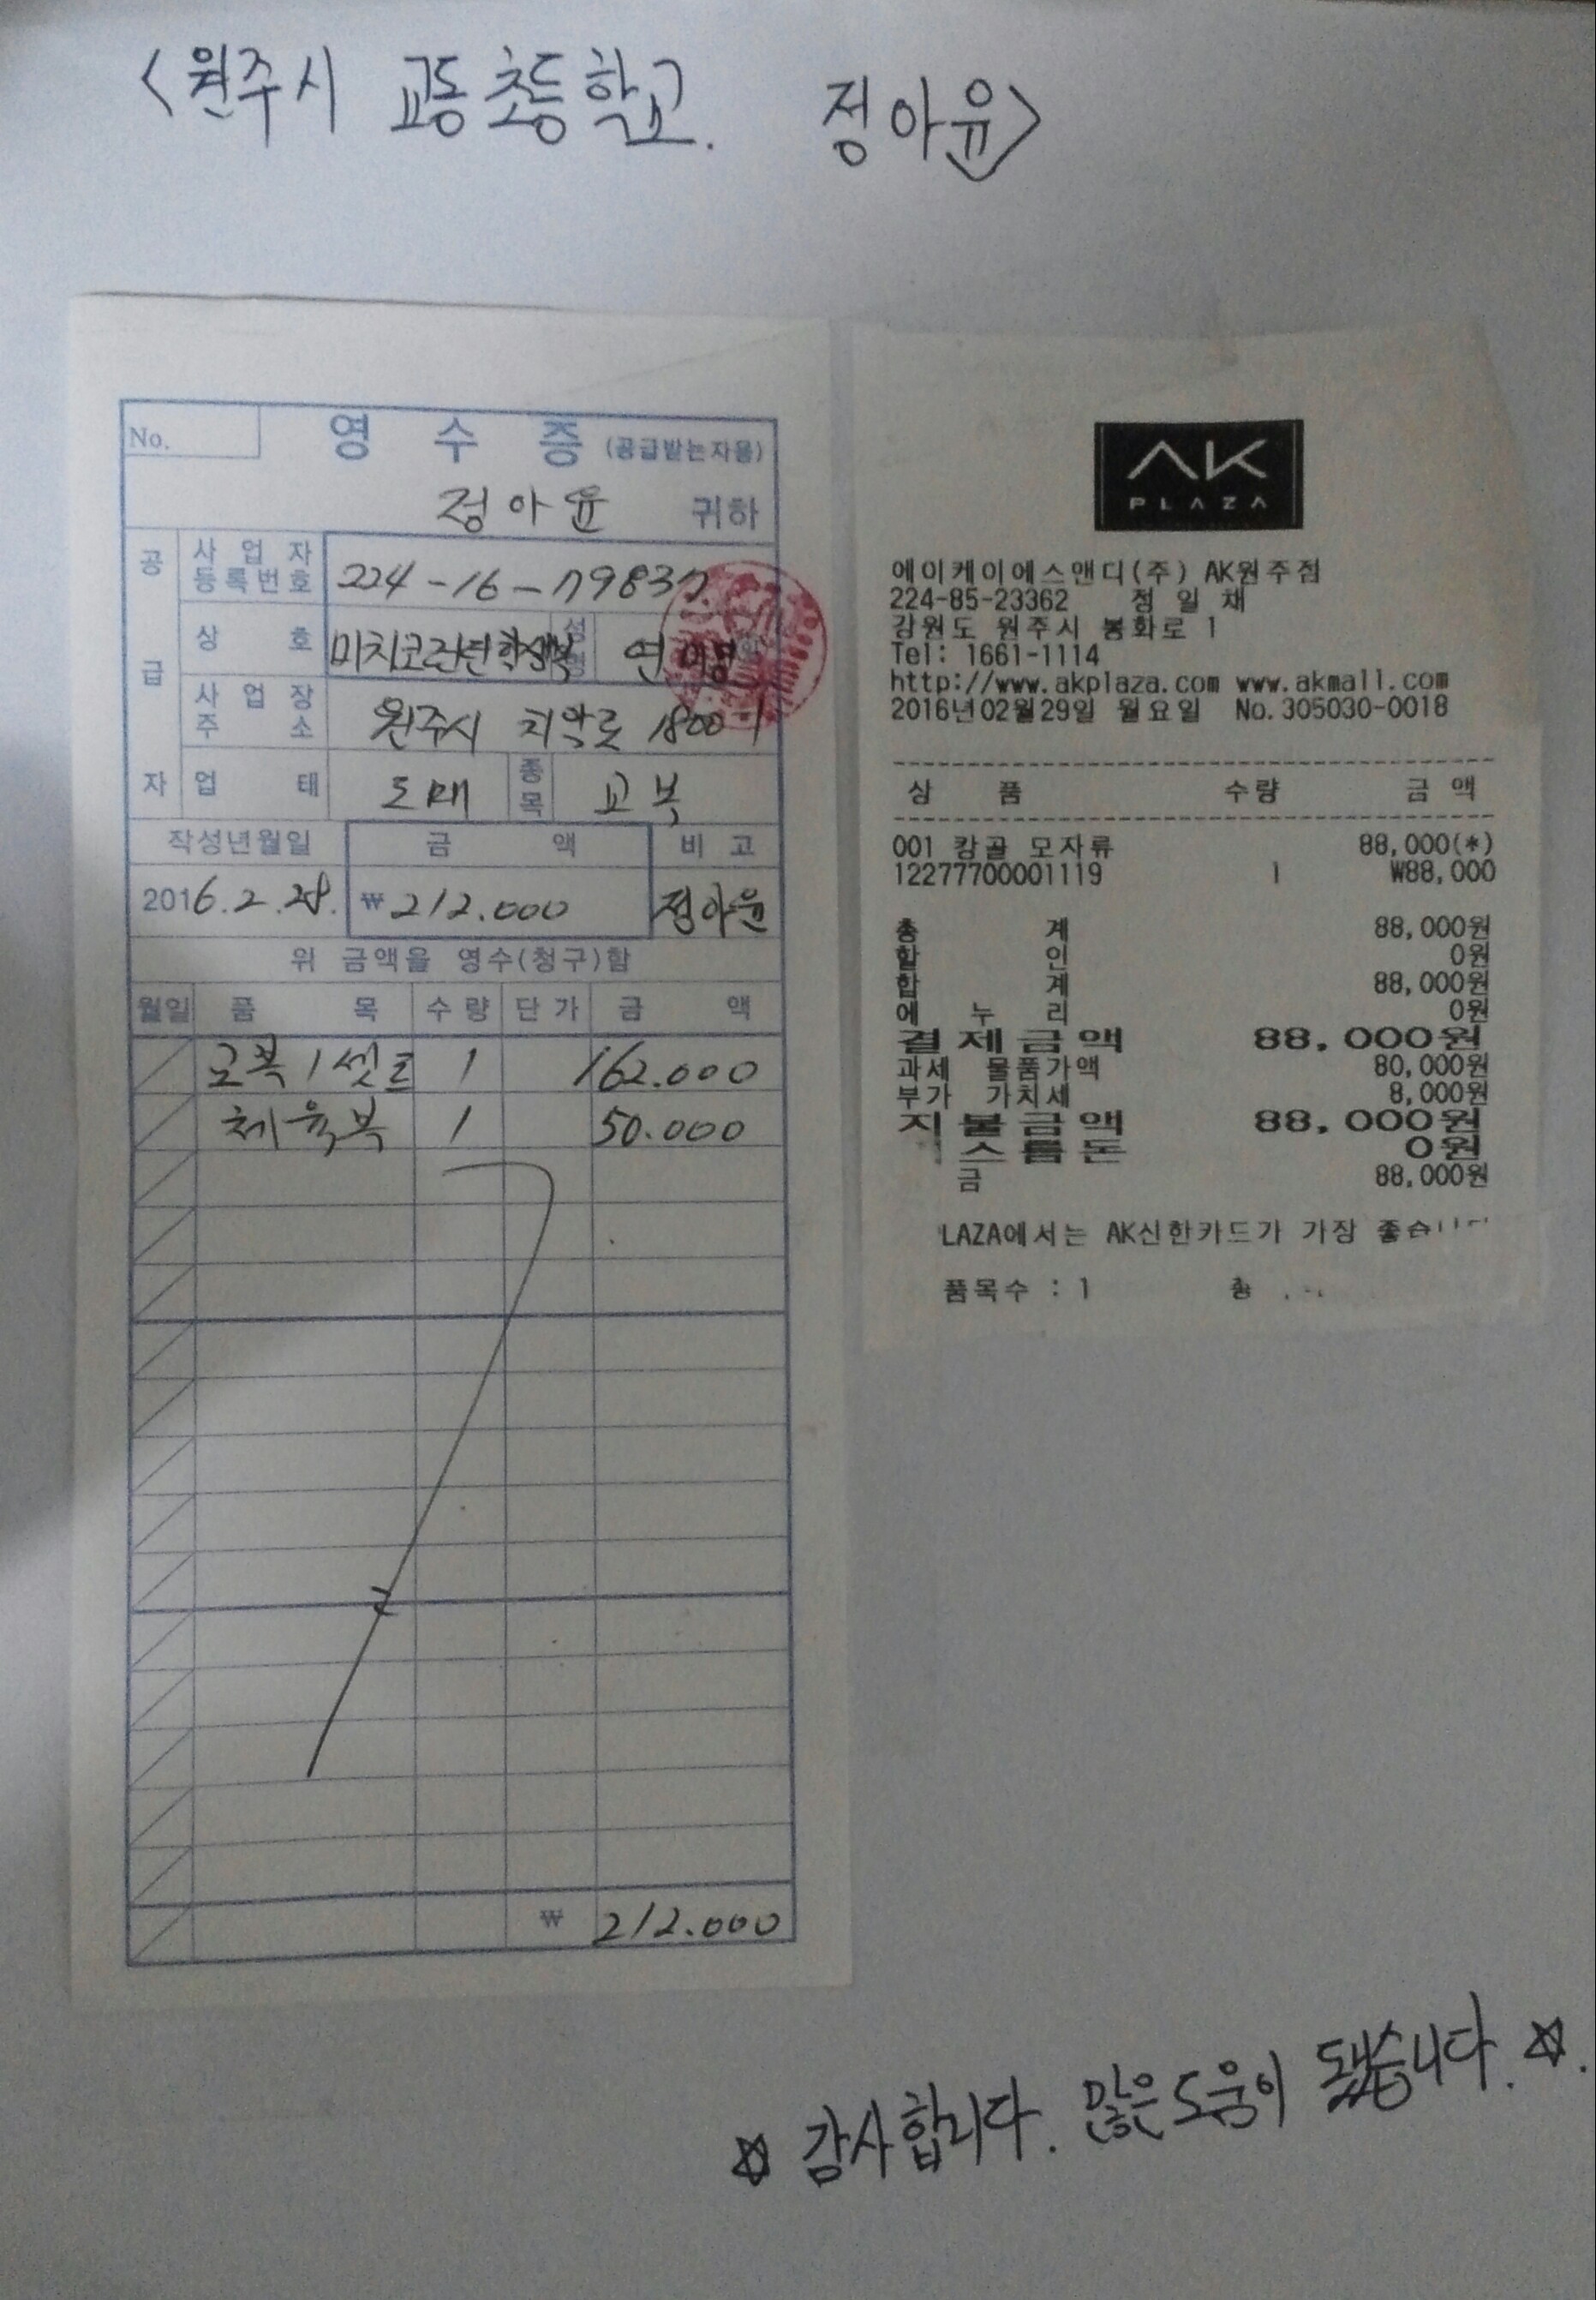 <원주시 교동초등학교. 정아윤>
No. 영수증 (공급받는자용)
정아윤 귀하
공급자
사업자등록번호 224-16-79837
상호 성명 연
사업장주소 원주시 치악로 1800-1
업태 도매 종목 교복
작성년월일 금액 비고
2016.2.28. ₩212.000 정아윤
위 금액을 영수(청구)함
월일 품목 수량 단가 금액
교복 1셋트 1 162.000
체육복 1 50.000
₩ 212.000
AK
PLAZA
에이케이에스앤디(주) AK원주점
224-85-23362 정 일 채
강원도 원주시 봉화로 1
Tel: 1661-1114
http://www.akplaza.com www.akmall.com
2016년02월29일 월요일 No.305030-0018
상 품 수량 금 액
001 캉골 모자류 88,000(*)
12277700001119 1 ₩88,000
총 계 88,000원
할 인 0원
합 계 88,000원
에 누 리 0원
결제금액 88,000원
과세 물품가액 80,000원
부가 가치세 8,000원
지불금액 88,000원
스름돈 0원
금 88,000원
LAZA에서는 AK신한카드가 가장
품목수 : 1 총
☆ 감사합니다. 많은도움이 됐습니다. ☆.